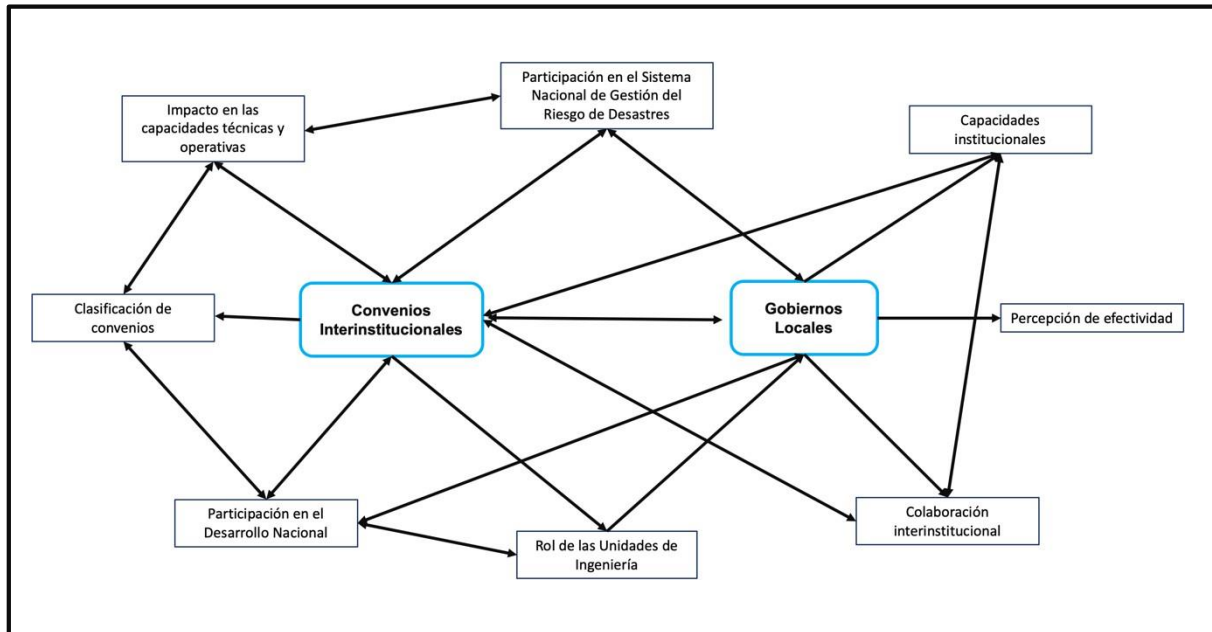 Participación en el Sistema
Nacional de Gestión del
Riesgo de Desastres
Impacto en las
capacidades técnicas y
operativas
Capacidades
institucionales
Clasificación de
convenios
Convenios
Interinstitucionales
Gobiernos
Locales
Percepción de efectividad
Participación en el
Desarrollo Nacional
Rol de las Unidades de
Ingeniería
Colaboración
interinstitucional